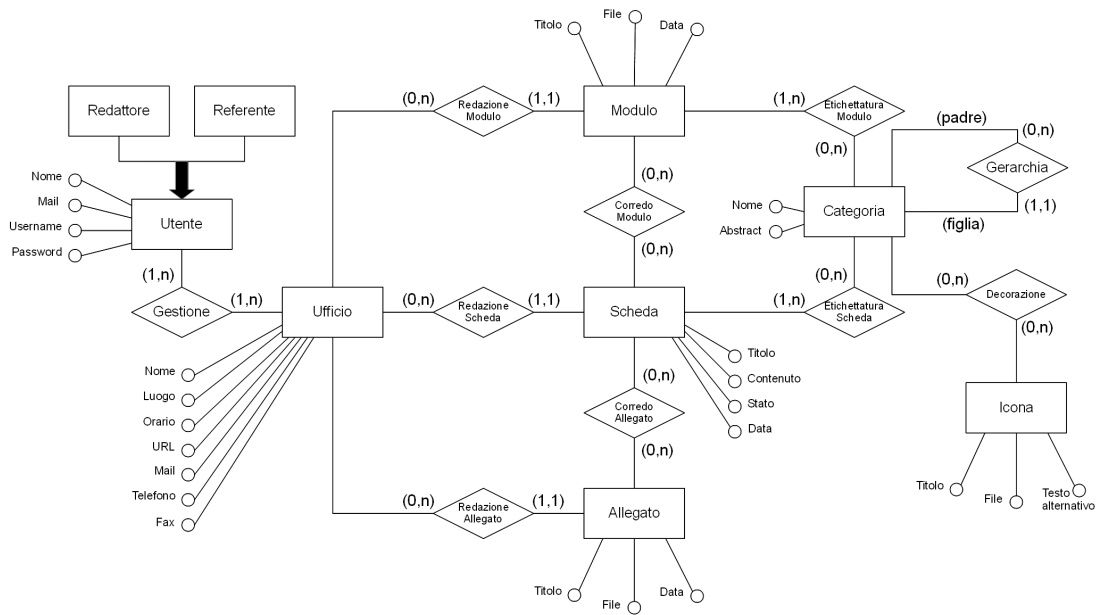 File
Titolo
Data
(0,n)
Redazione
Modulo
(1,1)
Modulo
(1,n)
Etichettatura
Modulo
(0,n)
Redattore
Referente
(padre)
(0,n)
Gerarchia
(1,1)
(figlia)
Nome
Mail
Username
Password
Utente
(0,n)
Corredo
Modulo
(0,n)
Nome
Abstract
Categoria
(1,n)
Gestione
(1,n)
Ufficio
(0,n)
Redazione
Scheda
(1,1)
Scheda
(1,n)
(0,n)
Etichettatura
Scheda
(0,n)
Decorazione
(0,n)
Nome
Luogo
Orario
URL
Mail
Telefono
Fax
Titolo
Contenuto
Stato
Data
(0,n)
Corredo
Allegato
(0,n)
Icona
Titolo
File
Testo
alternativo
(0,n)
Redazione
Allegato
(1,1)
Allegato
Titolo
File
Data